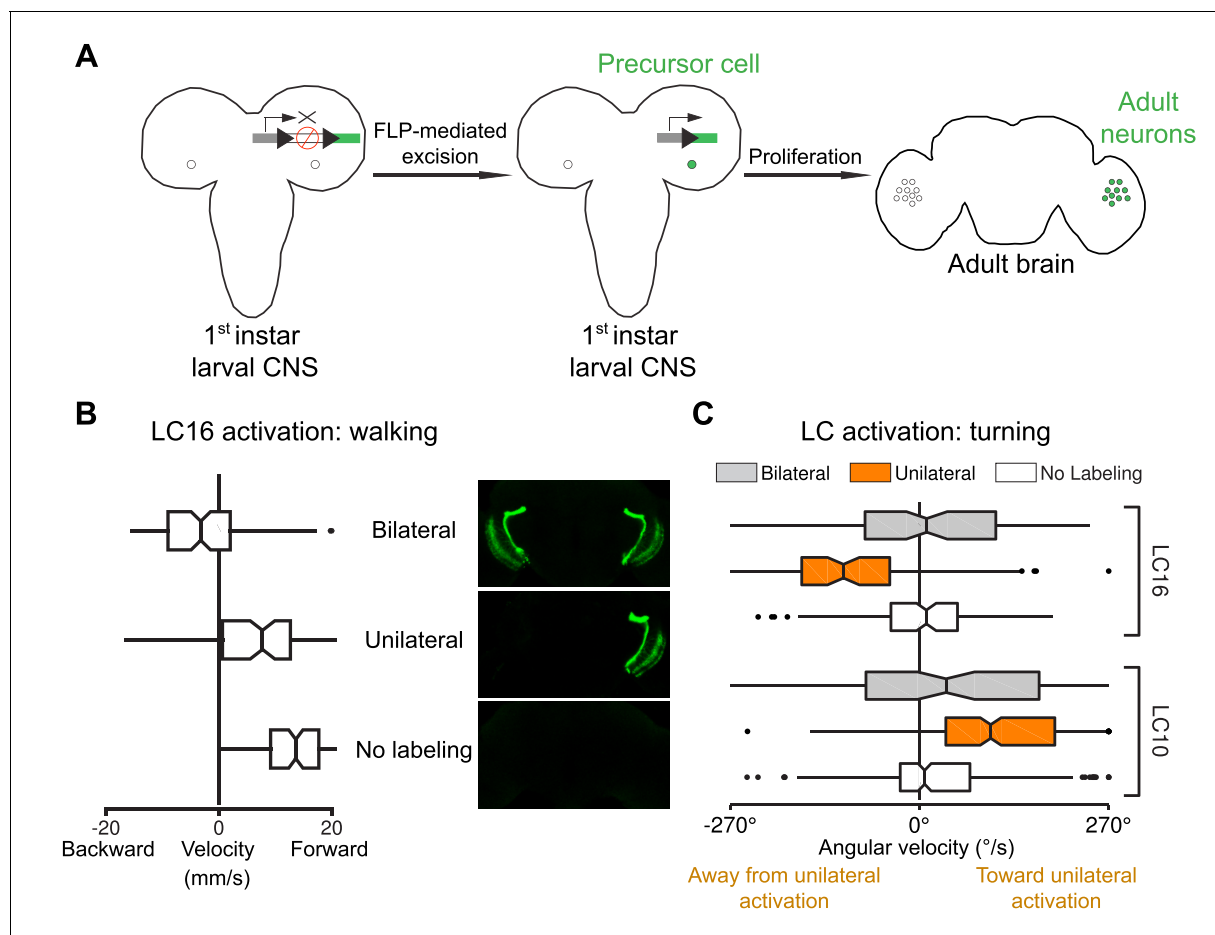 A
Precursor cell
Adult
neurons
FLP-mediated
excision
Proliferation
Adult brain
1st instar
larval CNS
1st instar
larval CNS
B
LC16 activation: walking
Bilateral
Unilateral
No labeling
-20
0
20
Backward
Velocity
Forward
(mm/s)
C
LC activation: turning
Bilateral
Unilateral
No Labeling
LC16
LC10
-270°
0°
270°
Angular velocity (°/s)
Away from unilateral
activation
Toward unilateral
activation